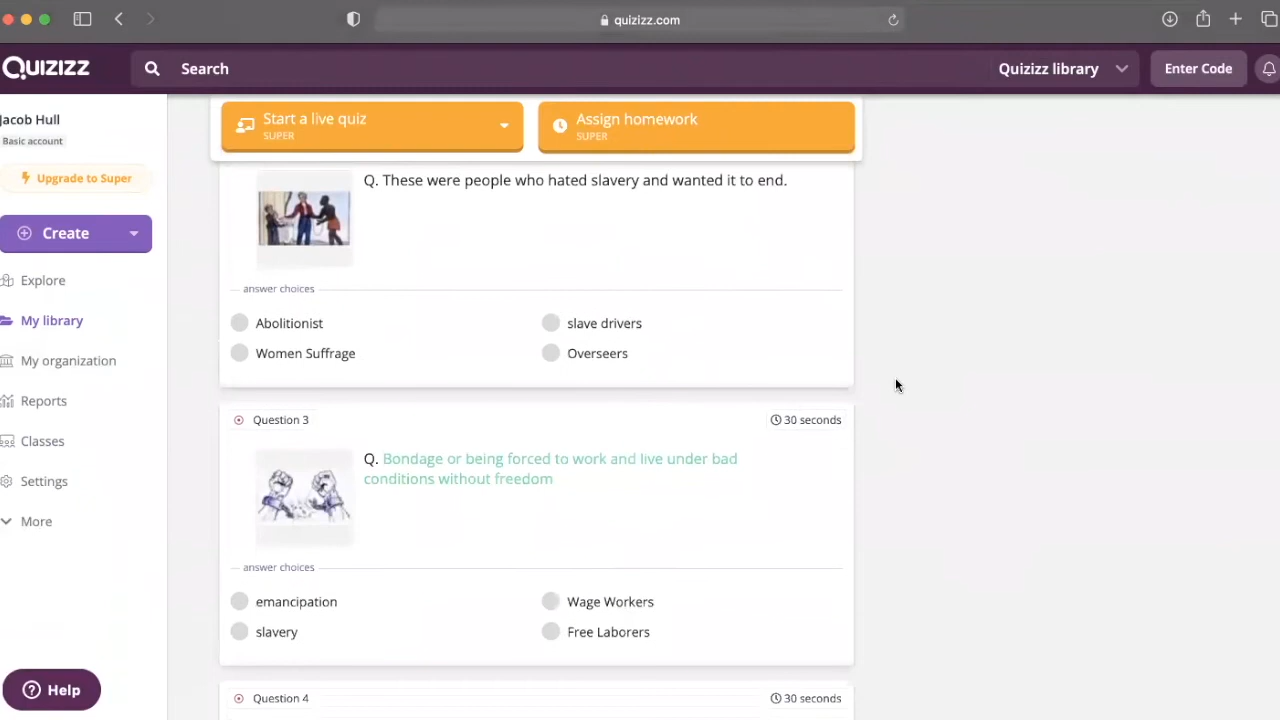 quizizz.com
Quizizz
Search
Quizizz library
Enter Code
Jacob Hull
Basic account
Upgrade to Super
Create
Explore
My library
My organization
Reports
Classes
Settings
More
Help
Start a live quiz
SUPER
Assign homework
SUPER
Q. These were people who hated slavery and wanted it to end.
answer choices
Abolitionist
slave drivers
Women Suffrage
Overseers
Question 3
30 seconds
Q. Bondage or being forced to work and live under bad
conditions without freedom
answer choices
emancipation
Wage Workers
slavery
Free Laborers
Question 4
30 seconds